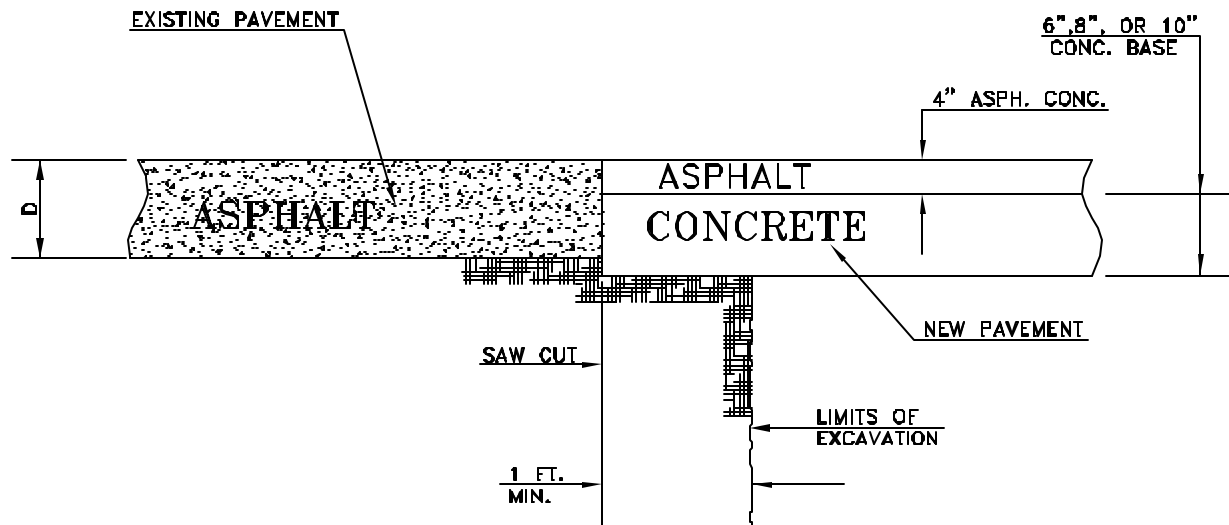 EXISTING PAVEMENT
6",8", OR 10"
CONC. BASE
4" ASPH. CONC.
D
ASPHALT
ASPHALT
CONCRETE
NEW PAVEMENT
SAW CUT
LIMITS OF
EXCAVATION
1 FT.
MIN.